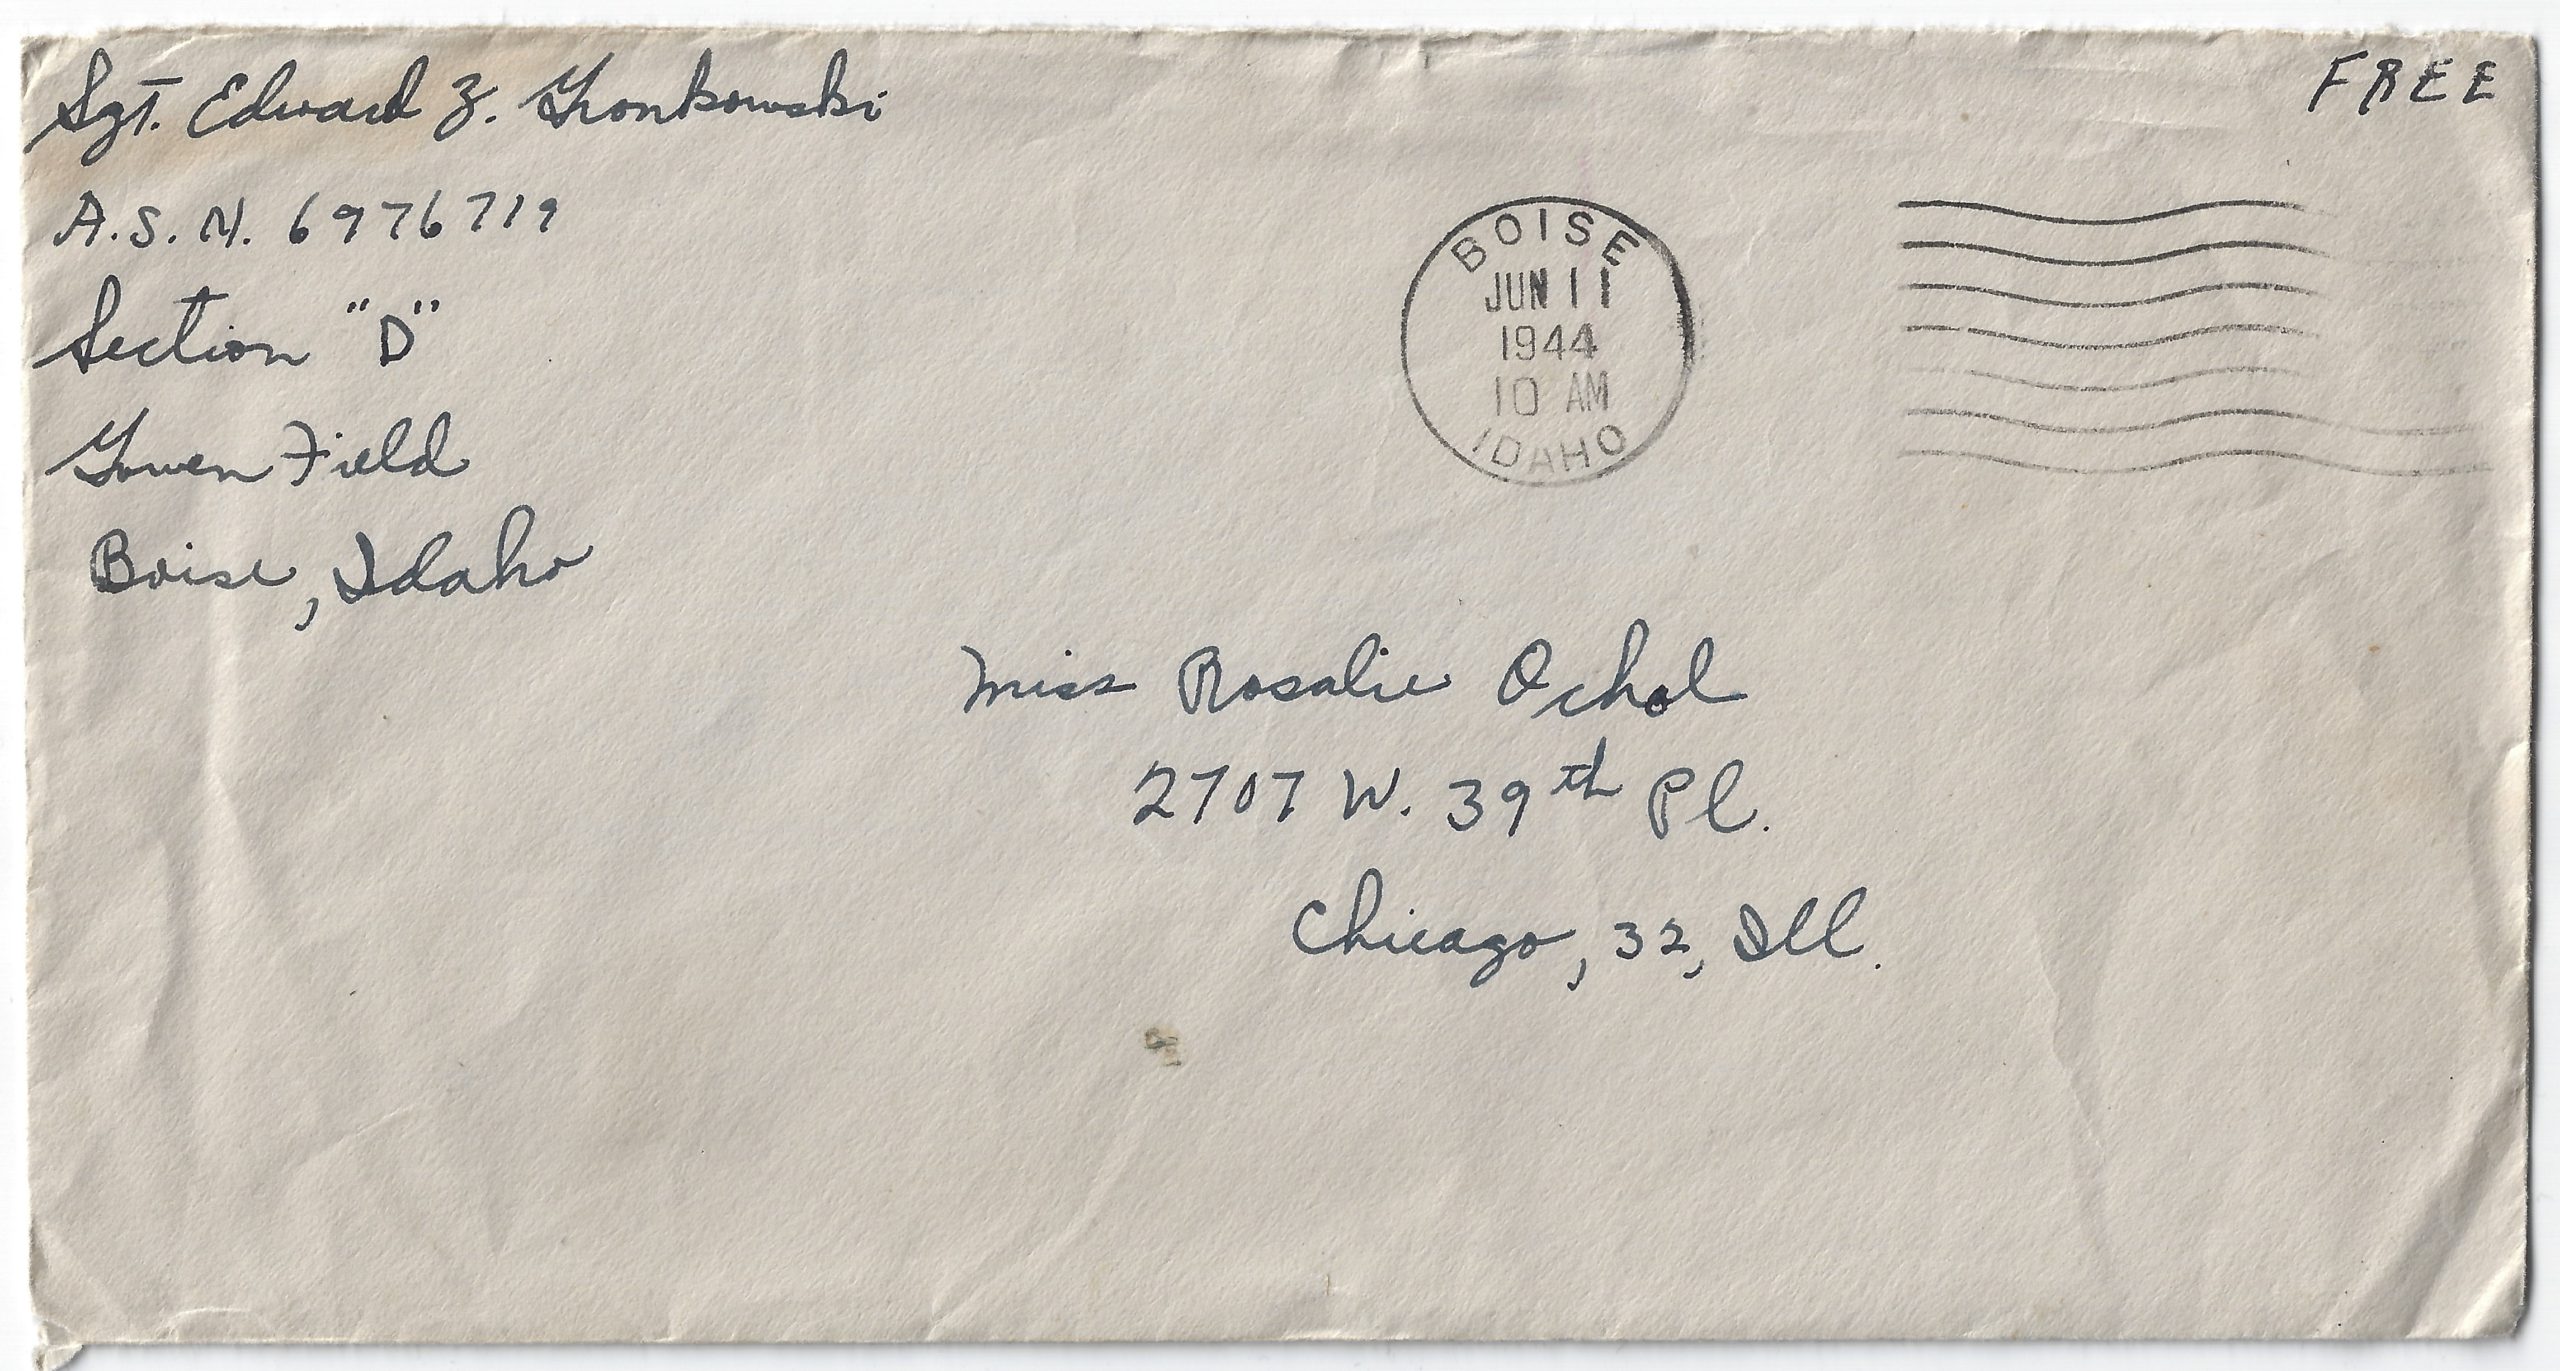 Sgt. Edward Z. Gronkowski
A.S.N. 6976719
Section "D"
Gowen Field
Boise, Idaho
FREE
BOISE
JUN 11
1944
10 AM
IDAHO
Miss Rosalie Ochol
2707 W. 39th Pl.
Chicago, 32, Ill.